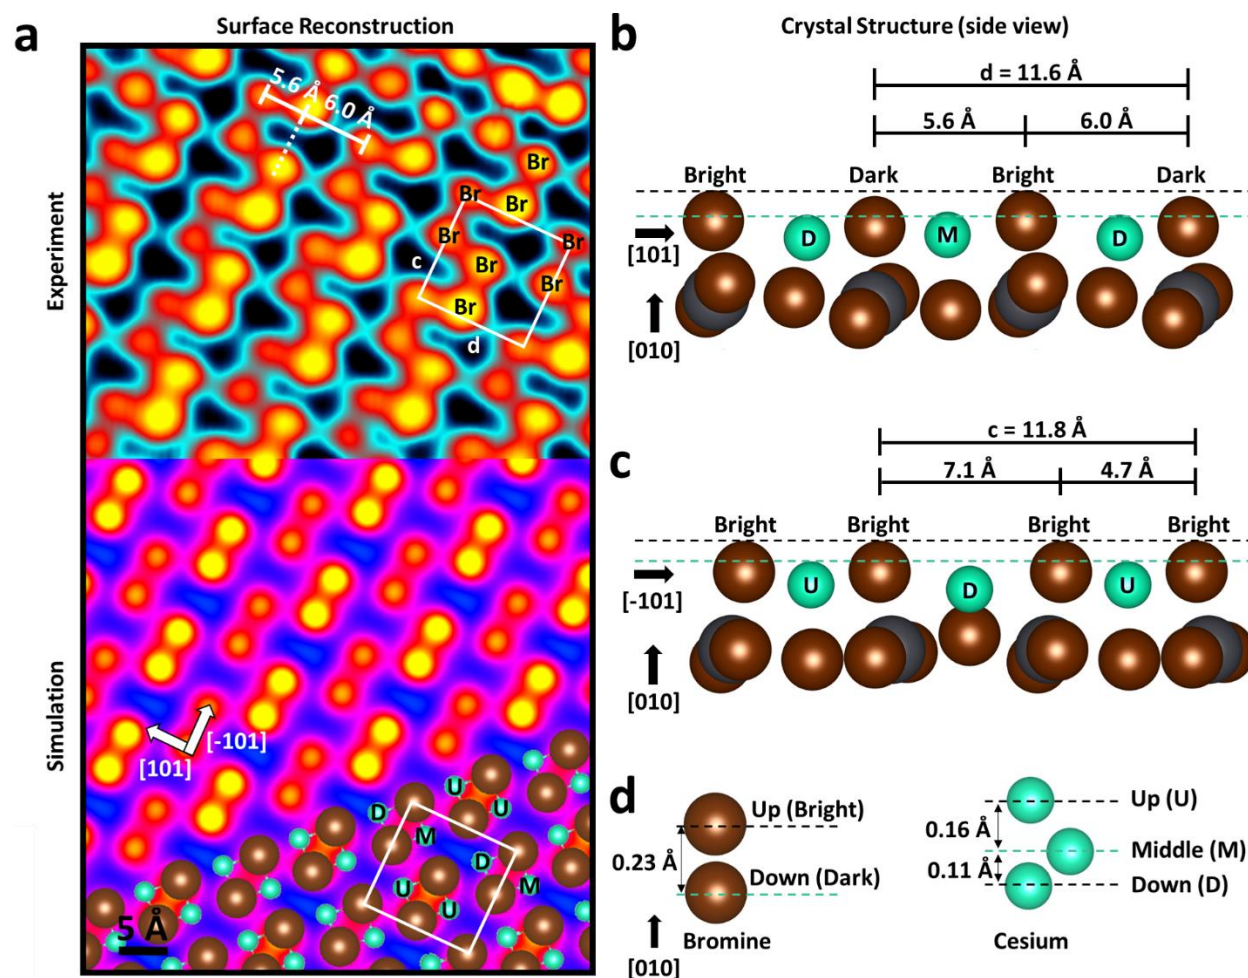 a
Surface Reconstruction
Experiment
5.6 Å 6.0 Å
Br
Br
Br
Br
Br
Br
Br
Br
c
d
Simulation
[-101]
[101]
U
D
U
M
D
U
M
U
5 Å
b
Crystal Structure (side view)
d = 11.6 Å
5.6 Å
6.0 Å
Bright
Dark
Bright
Dark
D
M
D
[101]
[010]
c
c = 11.8 Å
7.1 Å
4.7 Å
Bright
Bright
Bright
Bright
U
D
U
[-101]
[010]
d
Up (Bright)
0.23 Å
Down (Dark)
Bromine
[010]
Up (U)
0.16 Å
Middle (M)
0.11 Å
Down (D)
Cesium